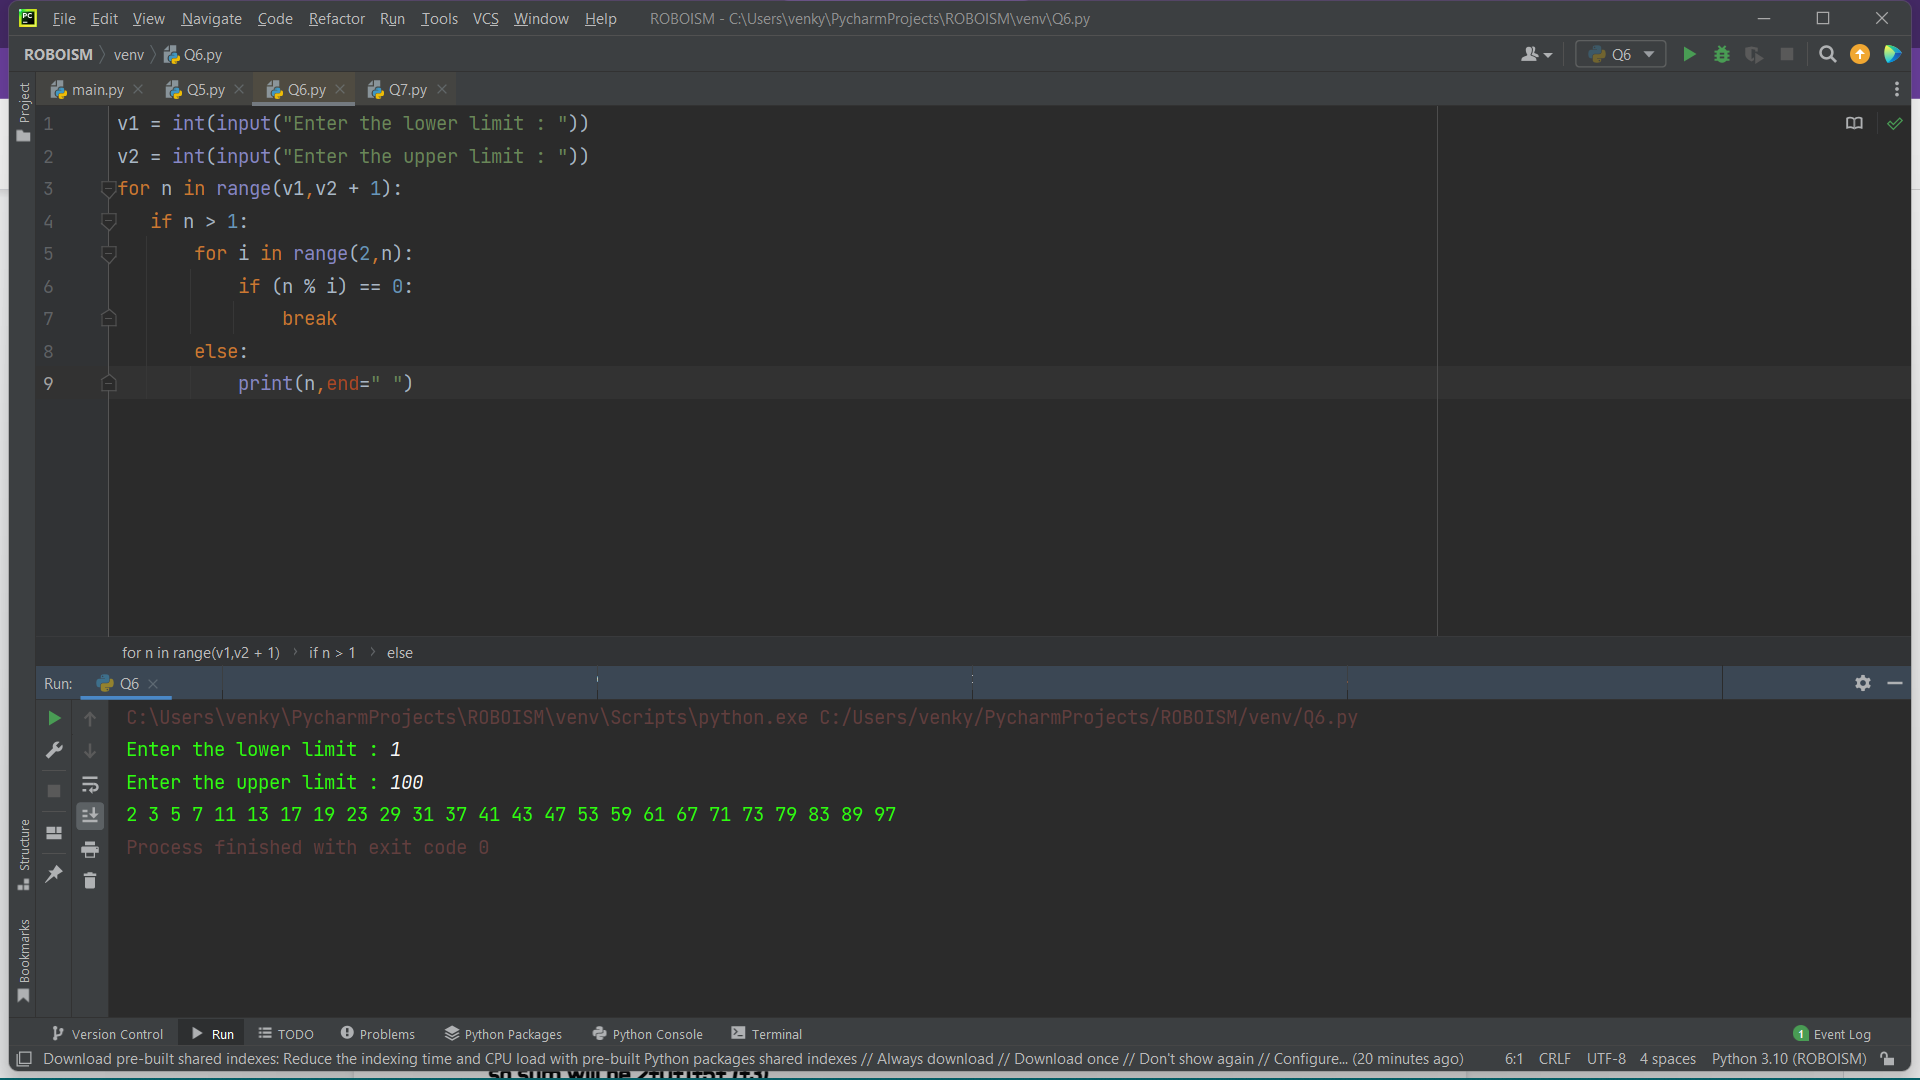 File Edit View Navigate Code Refactor Run Tools VCS Window Help ROBOISM - C:\Users\venky\PycharmProjects\ROBOISM\venv\Q6.py
ROBOISM venv Q6.py Q6
main.py Q5.py Q6.py Q7.py
Project
1 v1 = int(input("Enter the lower limit : "))
2 v2 = int(input("Enter the upper limit : "))
3 for n in range(v1,v2 + 1):
4 if n > 1:
5 for i in range(2,n):
6 if (n % i) == 0:
7 break
8 else:
9 print(n,end=" ")
for n in range(v1,v2 + 1) › if n > 1 › else
Run: Q6
C:\Users\venky\PycharmProjects\ROBOISM\venv\Scripts\python.exe C:/Users/venky/PycharmProjects/ROBOISM/venv/Q6.py
Enter the lower limit : 1
Enter the upper limit : 100
2 3 5 7 11 13 17 19 23 29 31 37 41 43 47 53 59 61 67 71 73 79 83 89 97
Process finished with exit code 0
Structure
Bookmarks
Version Control Run TODO Problems Python Packages Python Console Terminal 1 Event Log
Download pre-built shared indexes: Reduce the indexing time and CPU load with pre-built Python packages shared indexes // Always download // Download once // Don't show again // Configure... (20 minutes ago) 6:1 CRLF UTF-8 4 spaces Python 3.10 (ROBOISM)